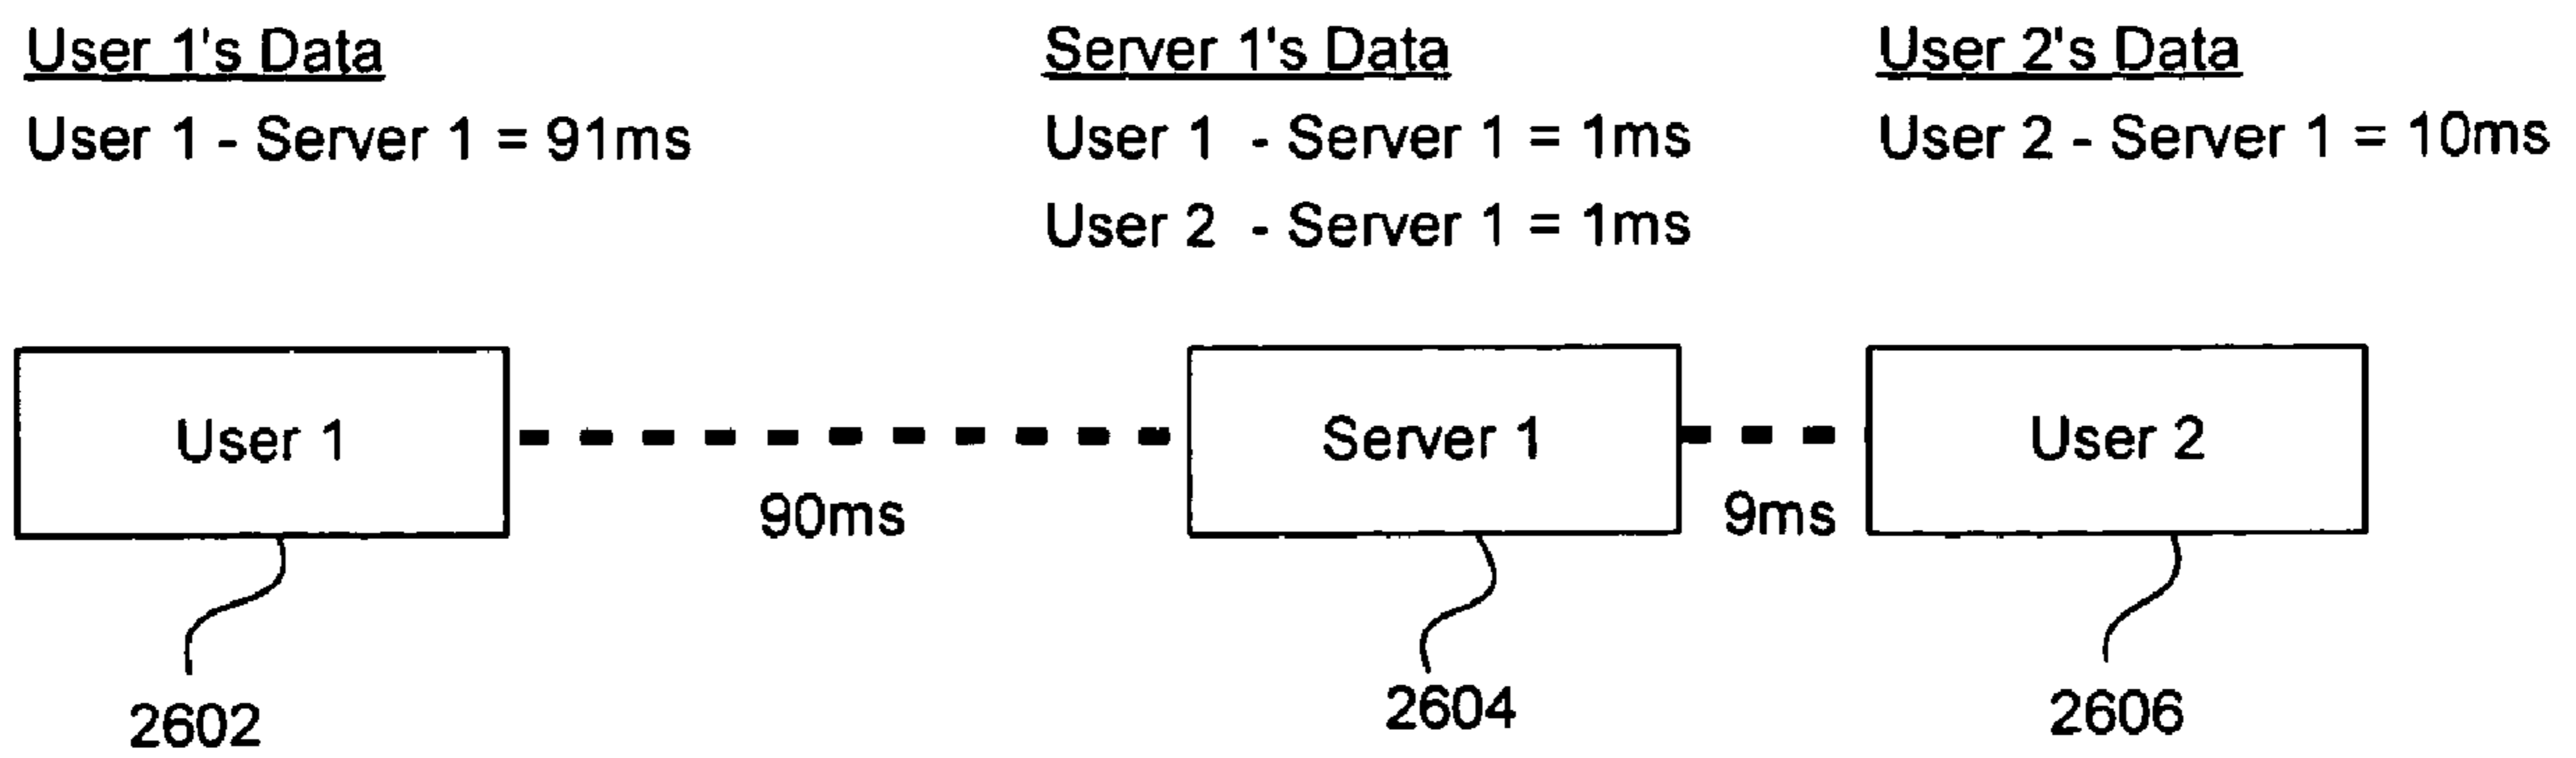 User 1's Data
User 1 - Server 1 = 91ms
Server 1's Data
User 1 - Server 1 = 1ms
User 2 - Server 1 = 1ms
User 2's Data
User 2 - Server 1 = 10ms
User 1
90ms
Server 1
9ms
User 2
2602
2604
2606